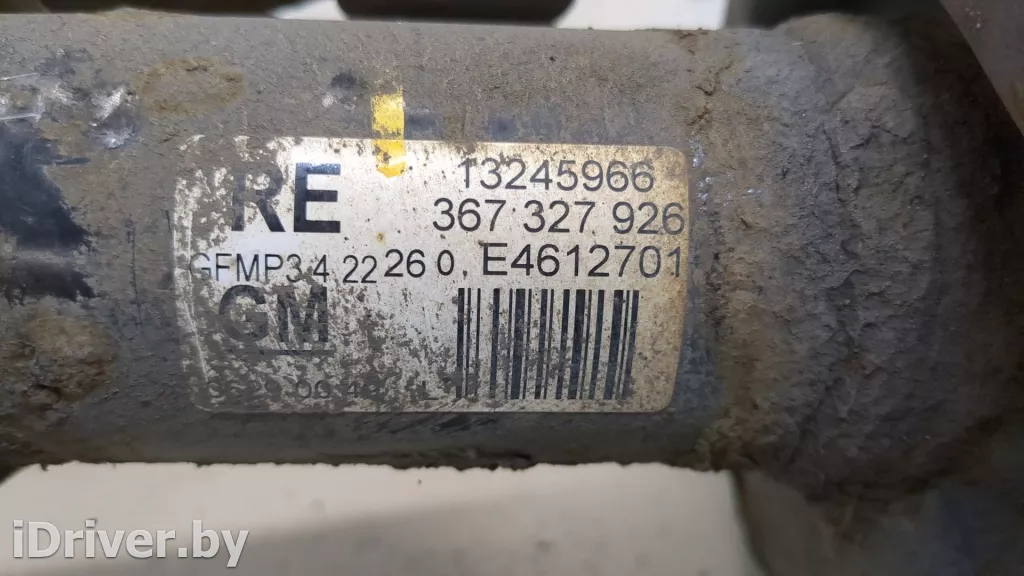 RE 13245966
367 327 926
GFMP3.4.22 26 0, E4612701
GM
iDriver.by